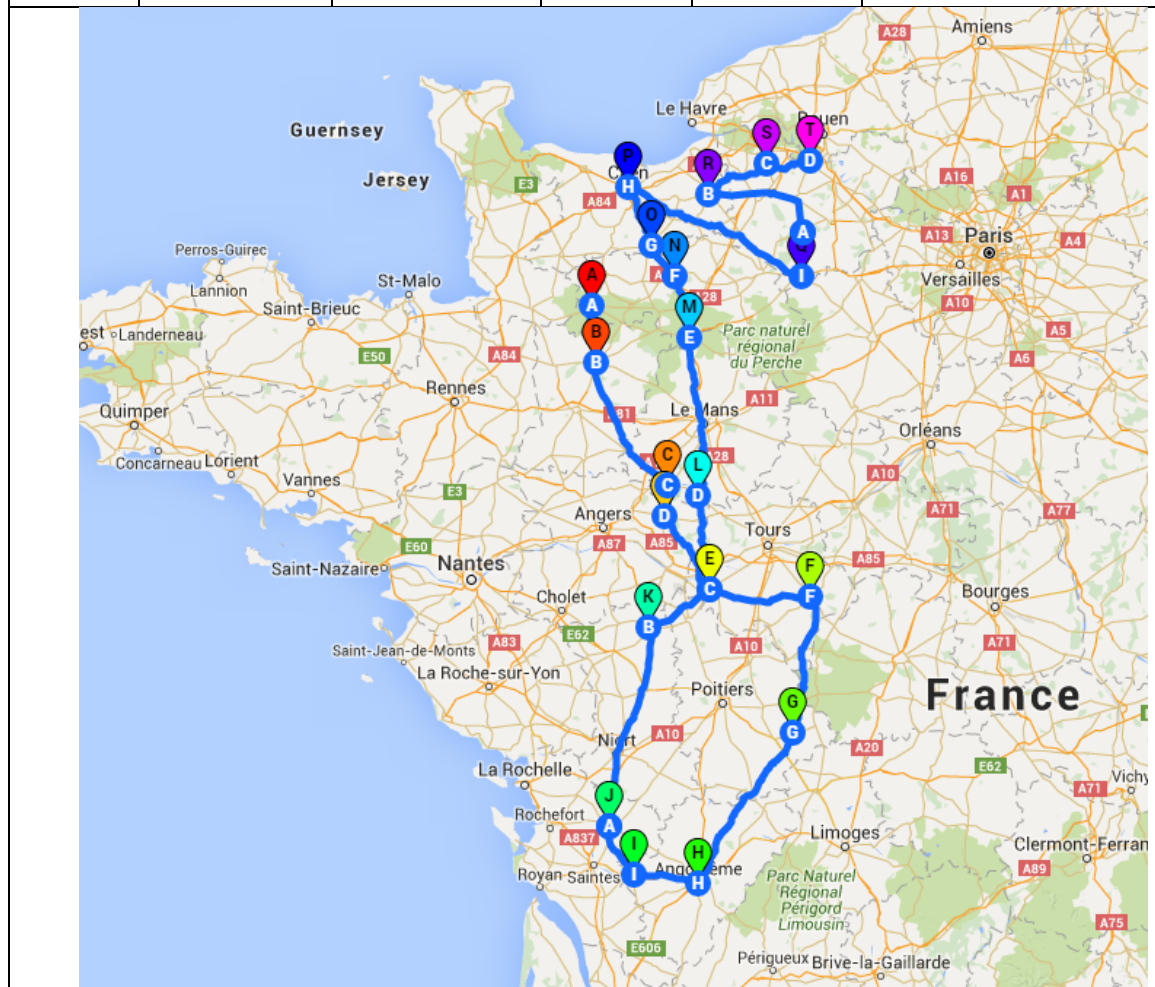 A28
Amiens
Le Havre
Rouen
S
T
Guernsey
P
R
C
D
Caen
Jersey
E3
H
B
A16
A1
A84
O
A
A13
Paris
A4
Perros-Guirec
G
N
Versailles
Lannion
St-Malo
A
F
I
A10
Saint-Brieuc
A
M
A28
Landerneau
B
E
Parc naturel
régional
du Perche
A5
E50
A84
B
A6
Rennes
A11
Quimper
A81
Le Mans
Orléans
Concarneau
Lorient
C
L
A28
A10
Vannes
E3
C
D
A71
A77
Angers
D
Tours
E60
A87
A85
E
F
A85
Saint-Nazaire
Nantes
C
F
Bourges
Cholet
K
A83
E62
B
A10
A71
Saint-Jean-de-Monts
La Roche-sur-Yon
Poitiers
G
France
Niort
A10
G
A20
La Rochelle
E62
Vichy
J
A71
Rochefort
A
A837
I
H
Limoges
Clermont-Ferran
Royan
Saintes
I
Angoulême
H
A89
Parc Naturel
Régional
Périgord
Limousin
A75
E606
Périgueux
Brive-la-Gaillarde